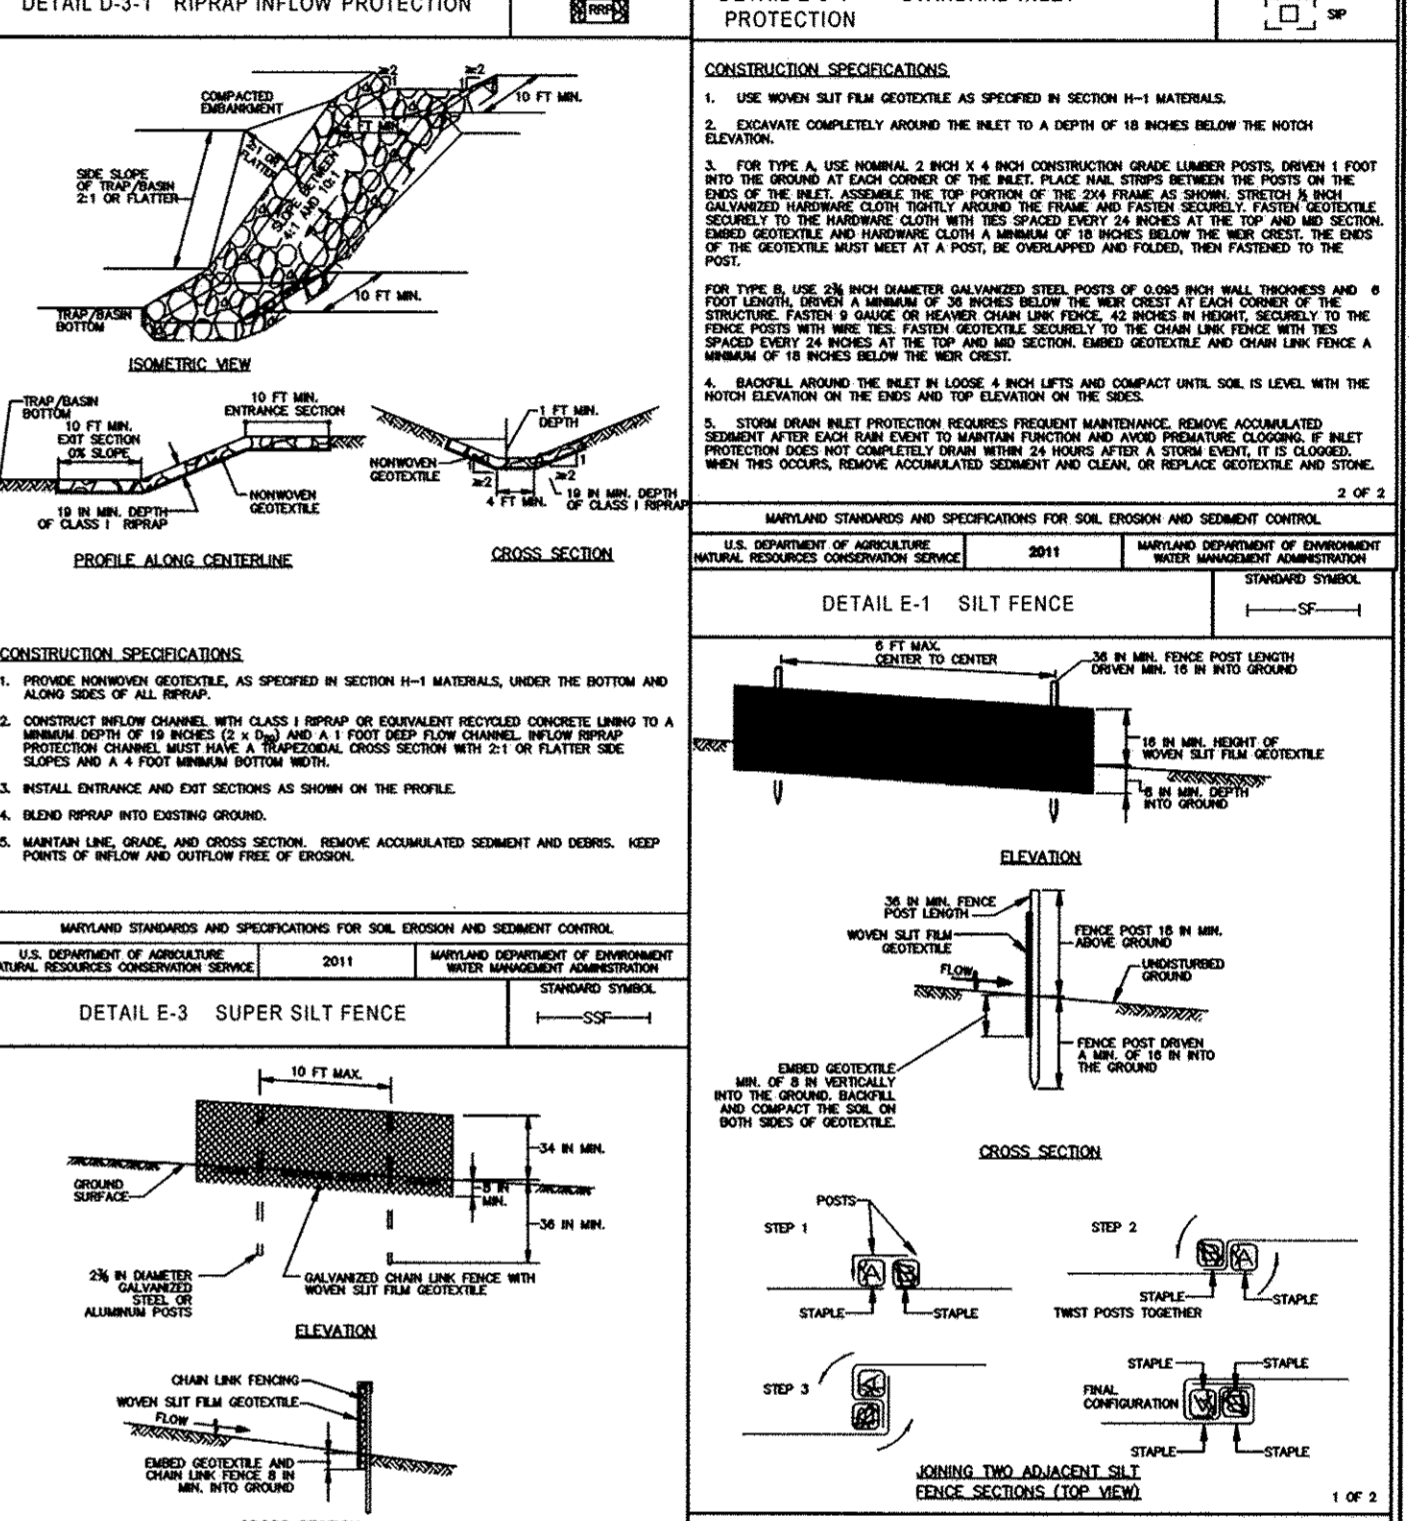 DETAIL D-3-1 RIPRAP INFLOW PROTECTION
RRP
COMPACTED
EMBANKMENT
≥2
1
≥2
1
10 FT MIN.
4 FT MIN.
2:1 OR
FLATTER
SLOPE BETWEEN
4:1 AND 10:1
SIDE SLOPE
OF TRAP/BASIN
2:1 OR FLATTER
10 FT MIN.
TRAP/BASIN
BOTTOM
ISOMETRIC VIEW
TRAP/BASIN
BOTTOM
10 FT MIN.
EXIT SECTION
0% SLOPE
10 FT MIN.
ENTRANCE SECTION
19 IN MIN. DEPTH
OF CLASS I RIPRAP
NONWOVEN
GEOTEXTILE
PROFILE ALONG CENTERLINE
1 FT MIN.
DEPTH
NONWOVEN
GEOTEXTILE
1
≥2
1
≥2
4 FT MIN.
19 IN MIN. DEPTH
OF CLASS I RIPRAP
CROSS SECTION
CONSTRUCTION SPECIFICATIONS
1. PROVIDE NONWOVEN GEOTEXTILE, AS SPECIFIED IN SECTION H-1 MATERIALS, UNDER THE BOTTOM AND
ALONG SIDES OF ALL RIPRAP.
2. CONSTRUCT INFLOW CHANNEL WITH CLASS I RIPRAP OR EQUIVALENT RECYCLED CONCRETE LINING TO A
MINIMUM DEPTH OF 19 INCHES (2 x D50) AND A 1 FOOT DEEP FLOW CHANNEL. INFLOW RIPRAP
PROTECTION CHANNEL MUST HAVE A TRAPEZOIDAL CROSS SECTION WITH 2:1 OR FLATTER SIDE
SLOPES AND A 4 FOOT MINIMUM BOTTOM WIDTH.
3. INSTALL ENTRANCE AND EXIT SECTIONS AS SHOWN ON THE PROFILE.
4. BLEND RIPRAP INTO EXISTING GROUND.
5. MAINTAIN LINE, GRADE, AND CROSS SECTION. REMOVE ACCUMULATED SEDIMENT AND DEBRIS. KEEP
POINTS OF INFLOW AND OUTFLOW FREE OF EROSION.
MARYLAND STANDARDS AND SPECIFICATIONS FOR SOIL EROSION AND SEDIMENT CONTROL
U.S. DEPARTMENT OF AGRICULTURE
NATURAL RESOURCES CONSERVATION SERVICE
2011
MARYLAND DEPARTMENT OF ENVIRONMENT
WATER MANAGEMENT ADMINISTRATION
DETAIL E-3 SUPER SILT FENCE
STANDARD SYMBOL
SSF
10 FT MAX.
34 IN MIN.
GROUND
SURFACE
8 IN
MIN.
36 IN MIN.
2⅜ IN DIAMETER
GALVANIZED
STEEL OR
ALUMINUM POSTS
GALVANIZED CHAIN LINK FENCE WITH
WOVEN SLIT FILM GEOTEXTILE
ELEVATION
CHAIN LINK FENCING
WOVEN SLIT FILM GEOTEXTILE
FLOW
EMBED GEOTEXTILE AND
CHAIN LINK FENCE 8 IN
MIN. INTO GROUND
PROTECTION
SIP
CONSTRUCTION SPECIFICATIONS
1. USE WOVEN SLIT FILM GEOTEXTILE AS SPECIFIED IN SECTION H-1 MATERIALS.
2. EXCAVATE COMPLETELY AROUND THE INLET TO A DEPTH OF 18 INCHES BELOW THE NOTCH
ELEVATION.
3. FOR TYPE A, USE NOMINAL 2 INCH X 4 INCH CONSTRUCTION GRADE LUMBER POSTS, DRIVEN 1 FOOT
INTO THE GROUND AT EACH CORNER OF THE INLET. PLACE NAIL STRIPS BETWEEN THE POSTS ON THE
ENDS OF THE INLET. ASSEMBLE THE TOP PORTION OF THE 2X4 FRAME AS SHOWN. STRETCH ½ INCH
GALVANIZED HARDWARE CLOTH TIGHTLY AROUND THE FRAME AND FASTEN SECURELY. FASTEN GEOTEXTILE
SECURELY TO THE HARDWARE CLOTH WITH TIES SPACED EVERY 24 INCHES AT THE TOP AND MID SECTION.
EMBED GEOTEXTILE AND HARDWARE CLOTH A MINIMUM OF 18 INCHES BELOW THE WEIR CREST. THE ENDS
OF THE GEOTEXTILE MUST MEET AT A POST, BE OVERLAPPED AND FOLDED, THEN FASTENED TO THE
POST.
FOR TYPE B, USE 2⅜ INCH DIAMETER GALVANIZED STEEL POSTS OF 0.095 INCH WALL THICKNESS AND 6
FOOT LENGTH, DRIVEN A MINIMUM OF 36 INCHES BELOW THE WEIR CREST AT EACH CORNER OF THE
STRUCTURE. FASTEN 9 GAUGE OR HEAVIER CHAIN LINK FENCE, 42 INCHES IN HEIGHT, SECURELY TO THE
FENCE POSTS WITH WIRE TIES. FASTEN GEOTEXTILE SECURELY TO THE CHAIN LINK FENCE WITH TIES
SPACED EVERY 24 INCHES AT THE TOP AND MID SECTION. EMBED GEOTEXTILE AND CHAIN LINK FENCE A
MINIMUM OF 18 INCHES BELOW THE WEIR CREST.
4. BACKFILL AROUND THE INLET IN LOOSE 4 INCH LIFTS AND COMPACT UNTIL SOIL IS LEVEL WITH THE
NOTCH ELEVATION ON THE ENDS AND TOP ELEVATION ON THE SIDES.
5. STORM DRAIN INLET PROTECTION REQUIRES FREQUENT MAINTENANCE. REMOVE ACCUMULATED
SEDIMENT AFTER EACH RAIN EVENT TO MAINTAIN FUNCTION AND AVOID PREMATURE CLOGGING. IF INLET
PROTECTION DOES NOT COMPLETELY DRAIN WITHIN 24 HOURS AFTER A STORM EVENT, IT IS CLOGGED.
WHEN THIS OCCURS, REMOVE ACCUMULATED SEDIMENT AND CLEAN, OR REPLACE GEOTEXTILE AND STONE.
2 OF 2
MARYLAND STANDARDS AND SPECIFICATIONS FOR SOIL EROSION AND SEDIMENT CONTROL
U.S. DEPARTMENT OF AGRICULTURE
NATURAL RESOURCES CONSERVATION SERVICE
2011
MARYLAND DEPARTMENT OF ENVIRONMENT
WATER MANAGEMENT ADMINISTRATION
DETAIL E-1 SILT FENCE
STANDARD SYMBOL
SF
6 FT MAX.
CENTER TO CENTER
36 IN MIN. FENCE POST LENGTH
DRIVEN MIN. 16 IN INTO GROUND
16 IN MIN. HEIGHT OF
WOVEN SLIT FILM GEOTEXTILE
8 IN MIN. DEPTH
INTO GROUND
ELEVATION
36 IN MIN. FENCE
POST LENGTH
WOVEN SLIT FILM
GEOTEXTILE
FLOW
FENCE POST 18 IN MIN.
ABOVE GROUND
UNDISTURBED
GROUND
FENCE POST DRIVEN
A MIN. OF 16 IN INTO
THE GROUND
EMBED GEOTEXTILE
MIN. OF 8 IN VERTICALLY
INTO THE GROUND. BACKFILL
AND COMPACT THE SOIL ON
BOTH SIDES OF GEOTEXTILE.
CROSS SECTION
POSTS
STEP 1
A
B
STAPLE
STAPLE
STEP 2
B
A
STAPLE
STAPLE
TWIST POSTS TOGETHER
STEP 3
A
B
STAPLE
STAPLE
FINAL
CONFIGURATION
STAPLE
STAPLE
JOINING TWO ADJACENT SILT
FENCE SECTIONS (TOP VIEW)
1 OF 2